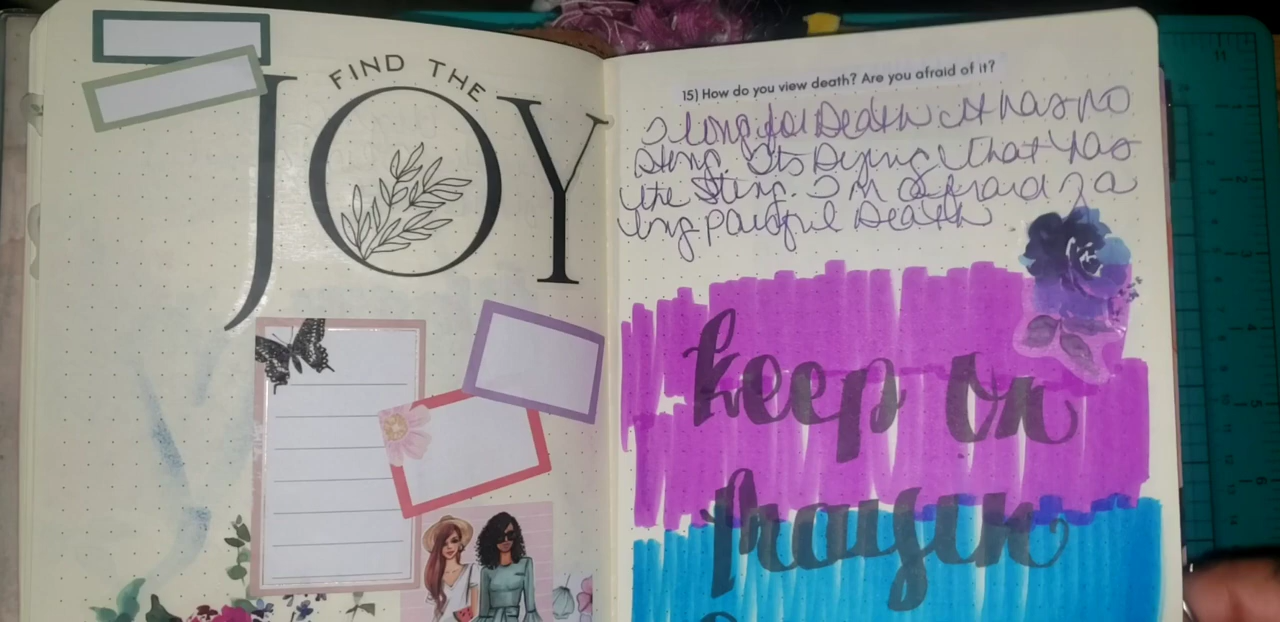 FIND THE
JOY
15) How do you view death? Are you afraid of it?
I long for Death it has no
sting. Its Dying that has
the sting. I'm afraid of a
long painful Death
keep on
Prayin